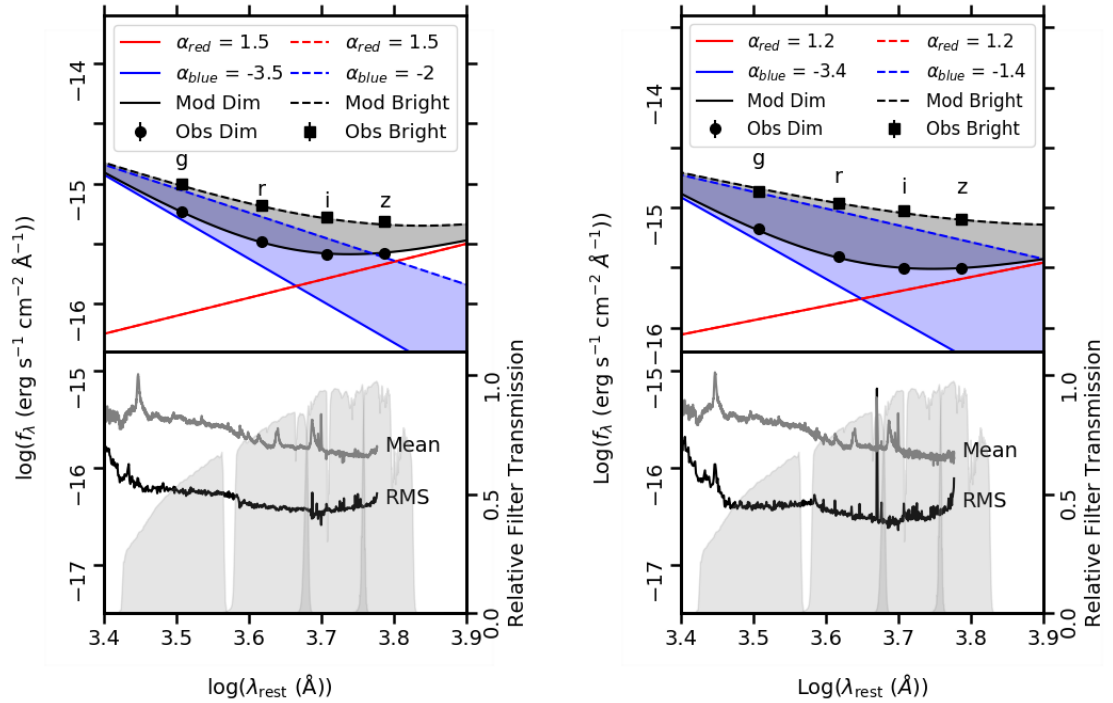 α_red = 1.5 α_red = 1.5
α_blue = -3.5 α_blue = -2
Mod Dim Mod Bright
Obs Dim Obs Bright
g
r
i
z
−14
−15
−16
log(f_λ (erg s⁻¹ cm⁻² Å⁻¹)
−15
−16
−17
Mean
RMS
1.0
0.5
0.0
Relative Filter Transmission
3.4 3.5 3.6 3.7 3.8 3.9
log(λ_rest (Å)
α_red = 1.2 α_red = 1.2
α_blue = -3.4 α_blue = -1.4
Mod Dim Mod Bright
Obs Dim Obs Bright
g
r
i
z
−14
−15
−16
Log(f_λ (erg s⁻¹ cm⁻² Å⁻¹)
−15
−16
−17
Mean
RMS
1.0
0.5
0.0
Relative Filter Transmission
3.4 3.5 3.6 3.7 3.8 3.9
Log(λ_rest (Å)